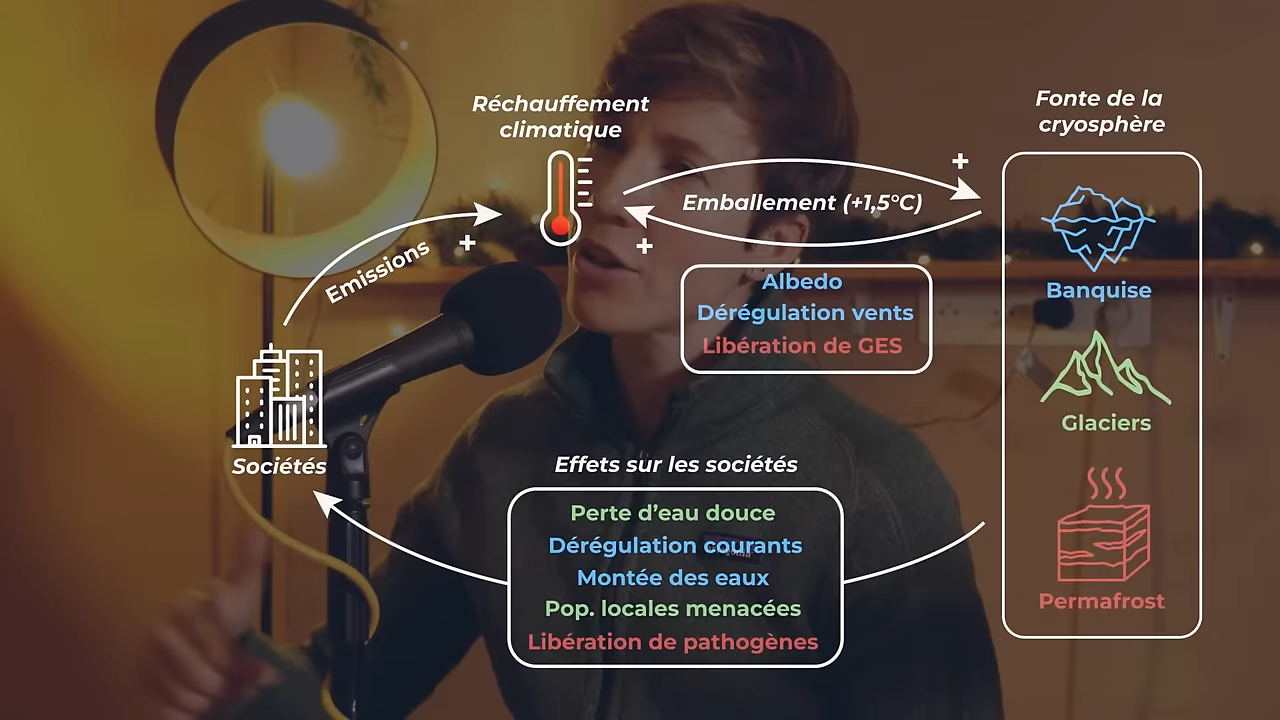 Réchauffement
climatique
Fonte de la
cryosphère
+
Emballement (+1,5°C)
Emissions
+
+
Albedo
Dérégulation vents
Libération de GES
Banquise
Glaciers
Permafrost
Sociétés
Effets sur les sociétés
Perte d’eau douce
Dérégulation courants
Montée des eaux
Pop. locales menacées
Libération de pathogènes